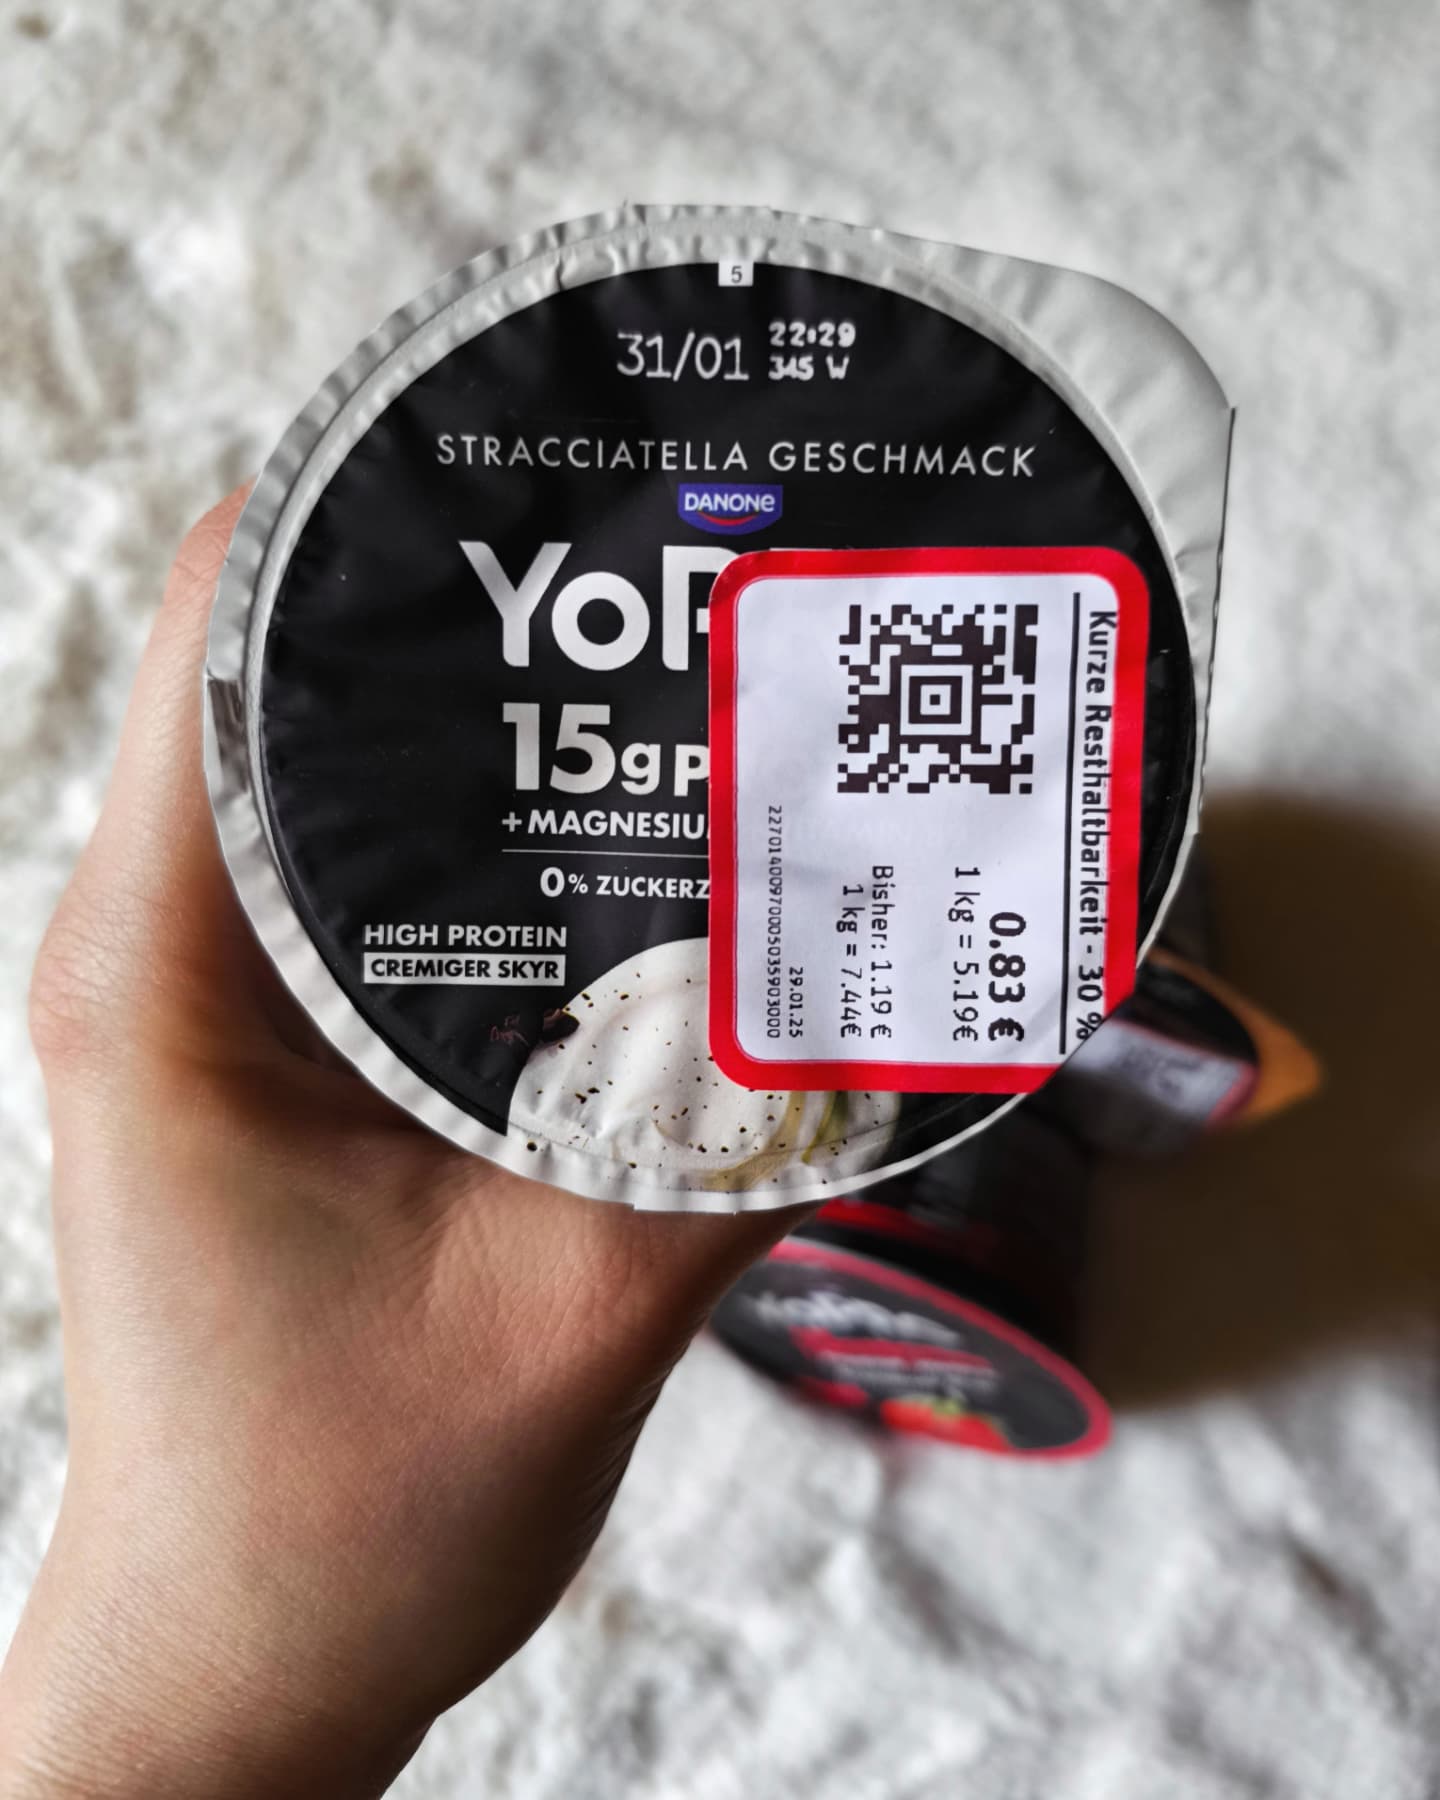 5
31/01 22:29
345 W
STRACCIATELLA GESCHMACK
DANONE
YoP
15g P
+ MAGNESIU
0% ZUCKERZ
HIGH PROTEIN
CREMIGER SKYR
Kurze Resthaltbarkeit - 30 %
0.83 €
1 kg = 5.19€
Bisher: 1.19 €
1 kg = 7.44€
29.01.25
227014009700050535903000